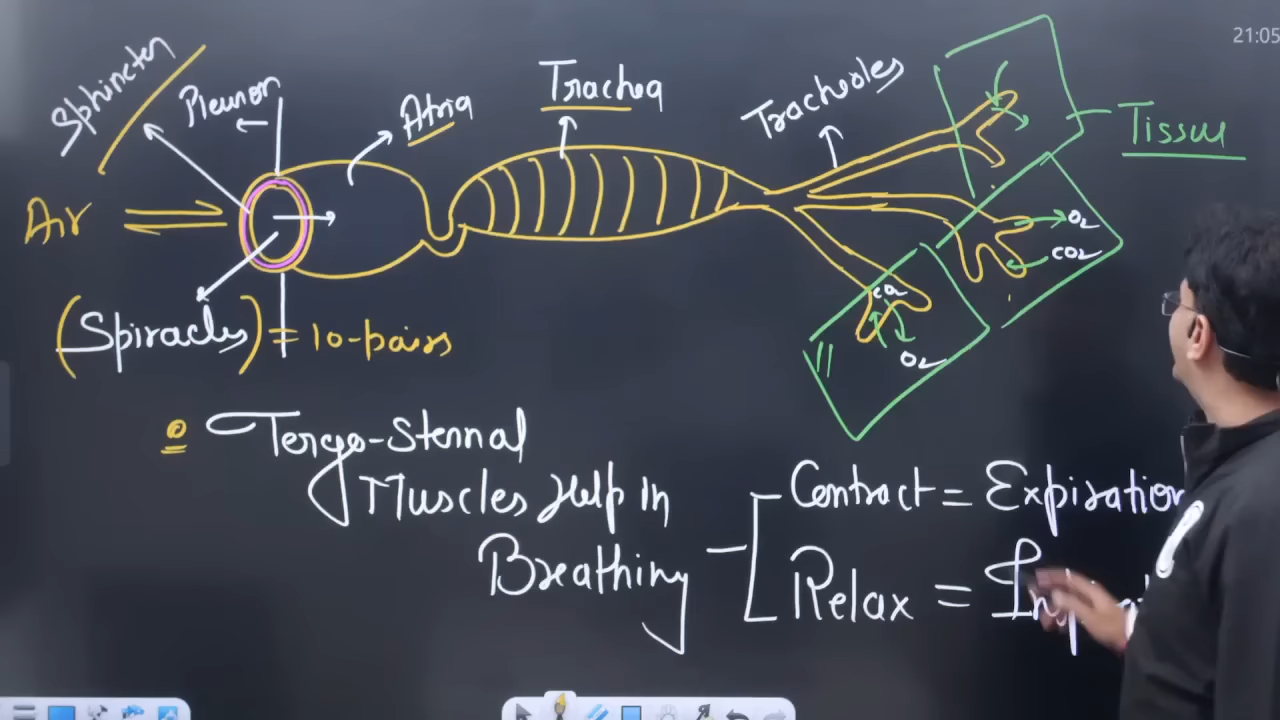 21:05
Sphincter
Pleuron
Atria
Trachea
Tracheoles
Tissue
Air
O₂
CO₂
CO₂
O₂
(Spiracles) = 10-pairs
Tergo-Sternal
Muscles Help In
Breathing
Contract = Expiration
Relax =